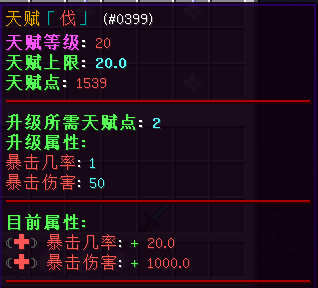 天赋「伐」 (#0399)
天赋等级: 20
天赋上限: 20.0
天赋点: 1539
升级所需天赋点: 2
升级属性:
暴击几率: 1
暴击伤害: 50
目前属性:
(✚) 暴击几率: + 20.0
(✚) 暴击伤害: + 1000.0